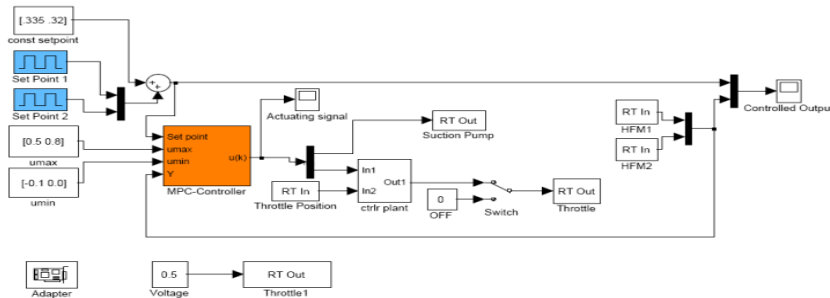 [.335 .32]
const setpoint
Set Point 1
Set Point 2
[0.5 0.8]
umax
[-0.1 0.0]
umin
Set point
umax
umin
Y
u(k)
MPC-Controller
Actuating signal
RT Out
Suction Pump
RT In
Throttle Position
In1
In2
Out1
ctrlr plant
0
OFF
Switch
RT Out
Throttle
RT In
HFM1
RT In
HFM2
Controlled Outpu
Adapter
0.5
Voltage
RT Out
Throttle1